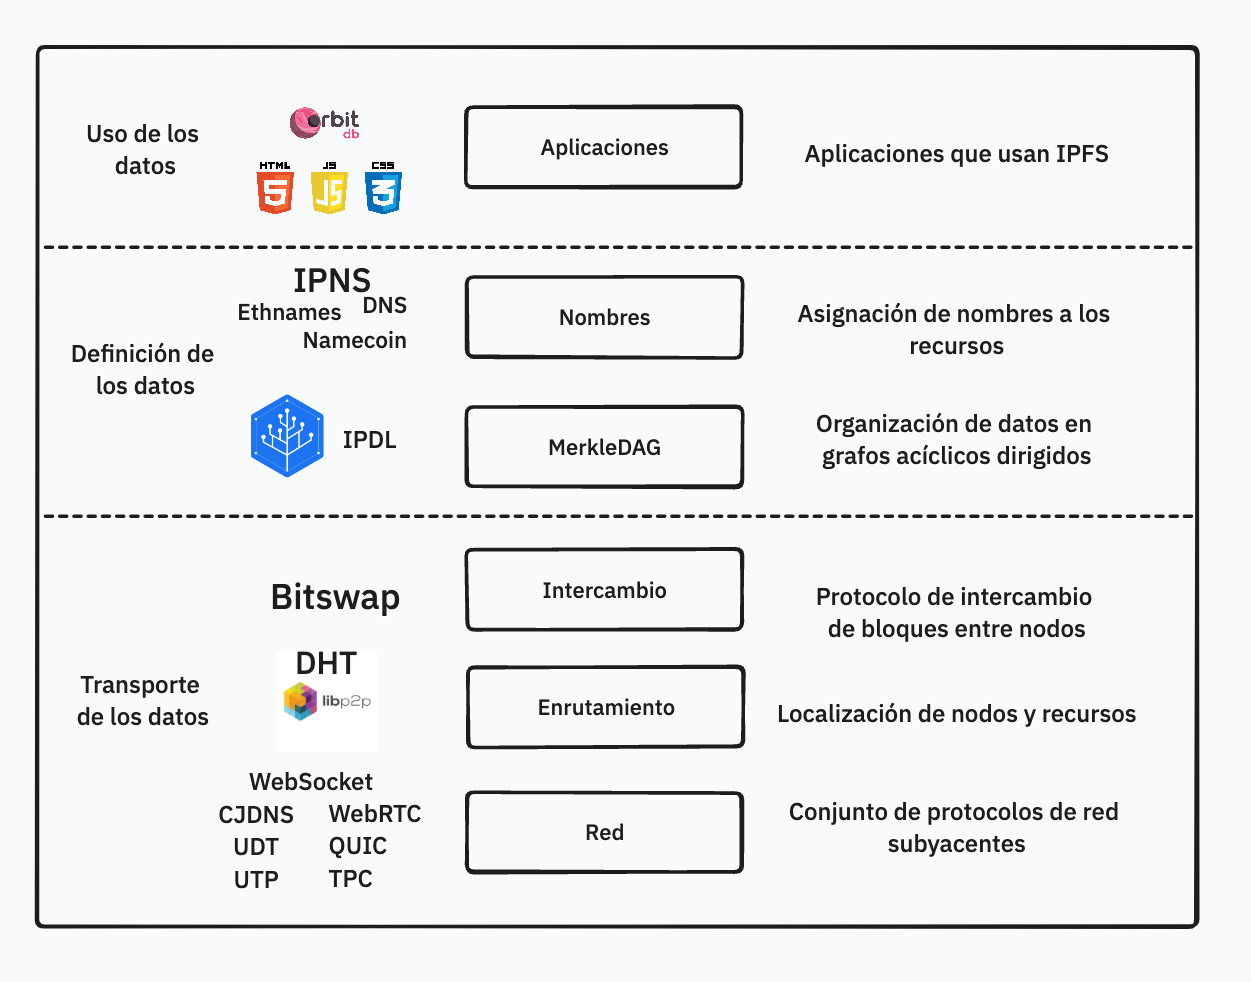 Uso de los
datos
Orbit
db
HTML
5
JS
JS
CSS
3
Aplicaciones
Aplicaciones que usan IPFS
Definición de
los datos
IPNS
Ethnames
DNS
Namecoin
Nombres
Asignación de nombres a los
recursos
IPDL
MerkleDAG
Organización de datos en
grafos acíclicos dirigidos
Transporte
de los datos
Bitswap
Intercambio
Protocolo de intercambio
de bloques entre nodos
DHT
libp2p
Enrutamiento
Localización de nodos y recursos
WebSocket
CJDNS
WebRTC
UDT
QUIC
UTP
TPC
Red
Conjunto de protocolos de red
subyacentes